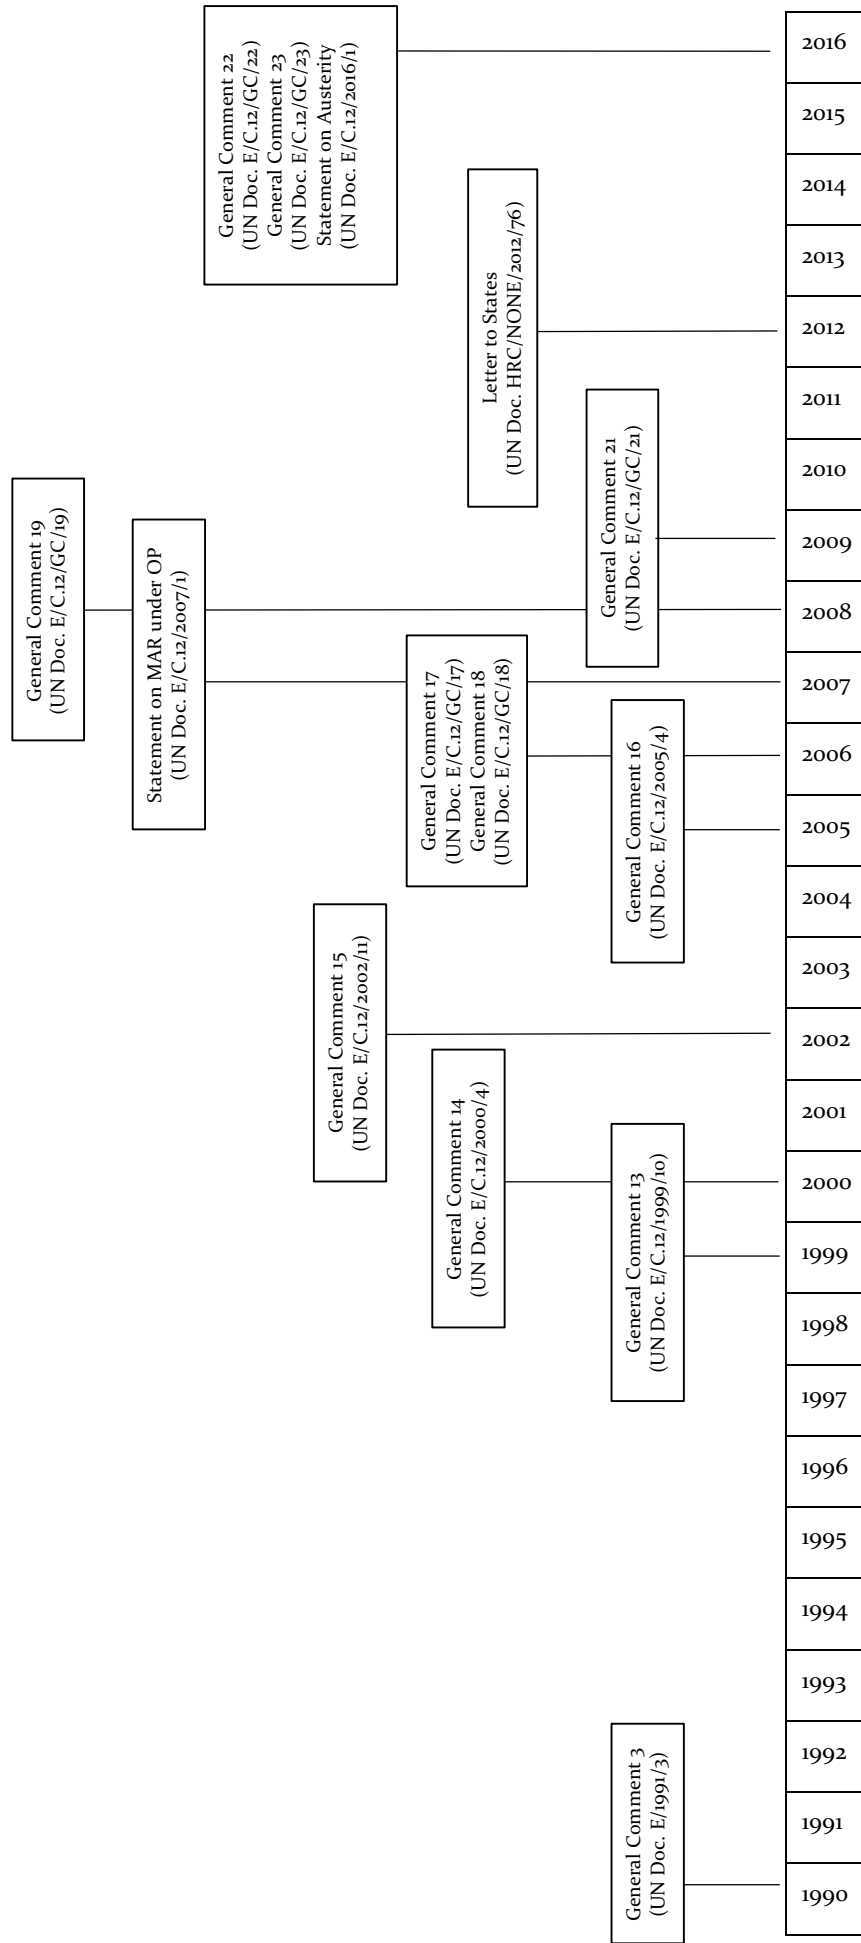 General Comment 19
(UN Doc. E/C.12/GC/19)
Statement on MAR under OP
(UN Doc. E/C.12/2007/1)
General Comment 22
(UN Doc. E/C.12/GC/22)
General Comment 23
(UN Doc. E/C.12/GC/23)
Statement on Austerity
(UN Doc. E/C.12/2016/1)
General Comment 15
(UN Doc. E/C.12/2002/11)
General Comment 17
(UN Doc. E/C.12/GC/17)
General Comment 18
(UN Doc. E/C.12/GC/18)
General Comment 14
(UN Doc. E/C.12/2000/4)
Letter to States
(UN Doc. HRC/NONE/2012/76)
General Comment 21
(UN Doc. E/C.12/GC/21)
General Comment 3
(UN Doc. E/1991/3)
General Comment 13
(UN Doc. E/C.12/1999/10)
General Comment 16
(UN Doc. E/C.12/2005/4)
2016
2015
2014
2013
2012
2011
2010
2009
2008
2007
2006
2005
2004
2003
2002
2001
2000
1999
1998
1997
1996
1995
1994
1993
1992
1991
1990